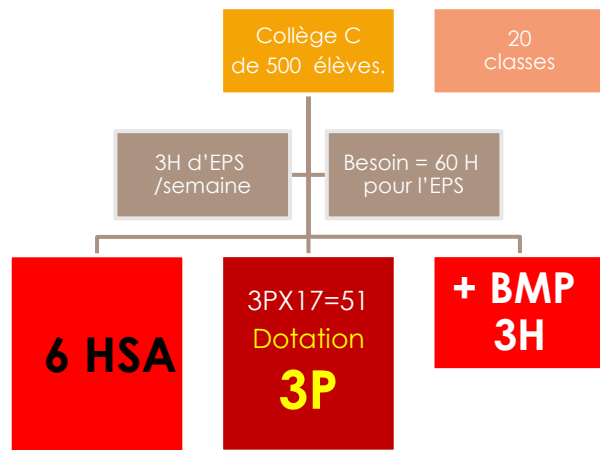 Collège C
de 500 élèves.
20
classes
3H d'EPS
/semaine
Besoin = 60 H
pour l'EPS
6 HSA
3PX17=51
Dotation
3P
+ BMP
3H